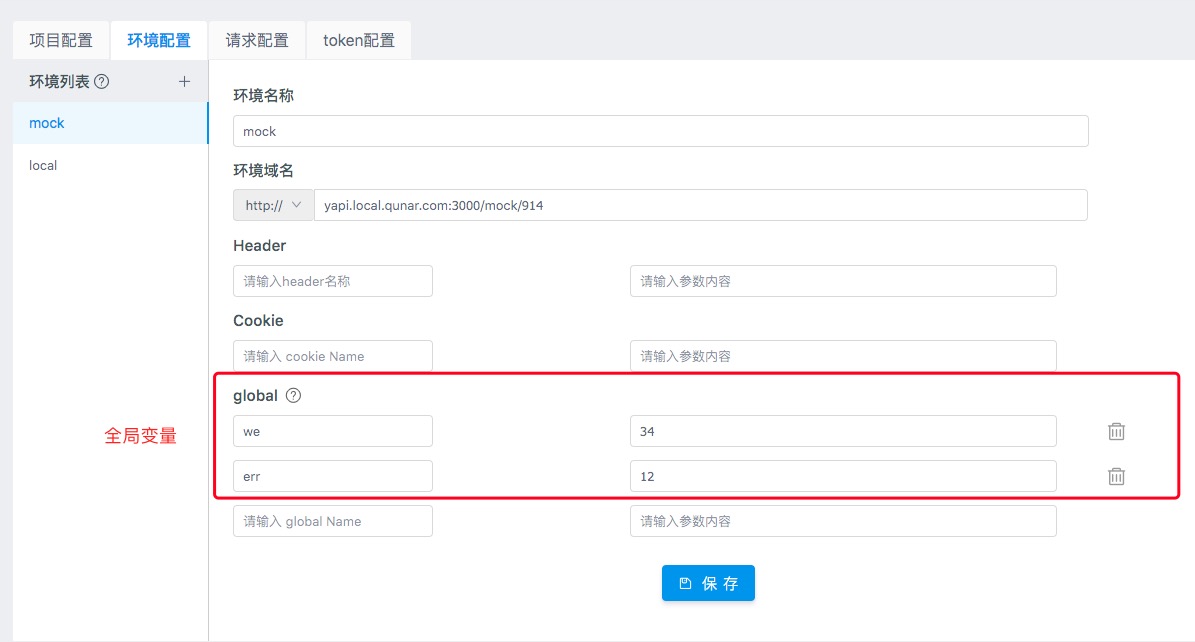 项目配置 环境配置 请求配置 token配置
环境列表 ?
mock
local
环境名称
mock
环境域名
http:// yapi.local.qunar.com:3000/mock/914
Header
请输入header名称 请输入参数内容
Cookie
请输入 cookie Name 请输入参数内容
global ?
全局变量
we 34
err 12
请输入 global Name 请输入参数内容
保 存